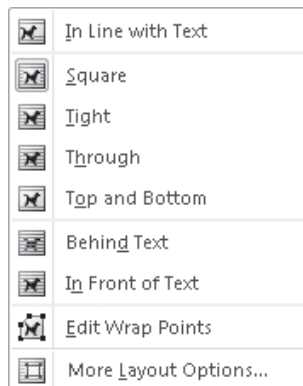 In Line with Text
Square
Tight
Through
Top and Bottom
Behind Text
In Front of Text
Edit Wrap Points
More Layout Options...